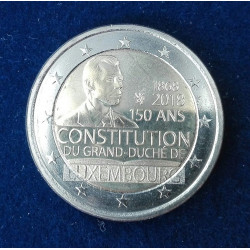 1868
2018
150 ANS
CONSTITUTION
DU GRAND-DUCHÉ DE
LUXEMBOURG